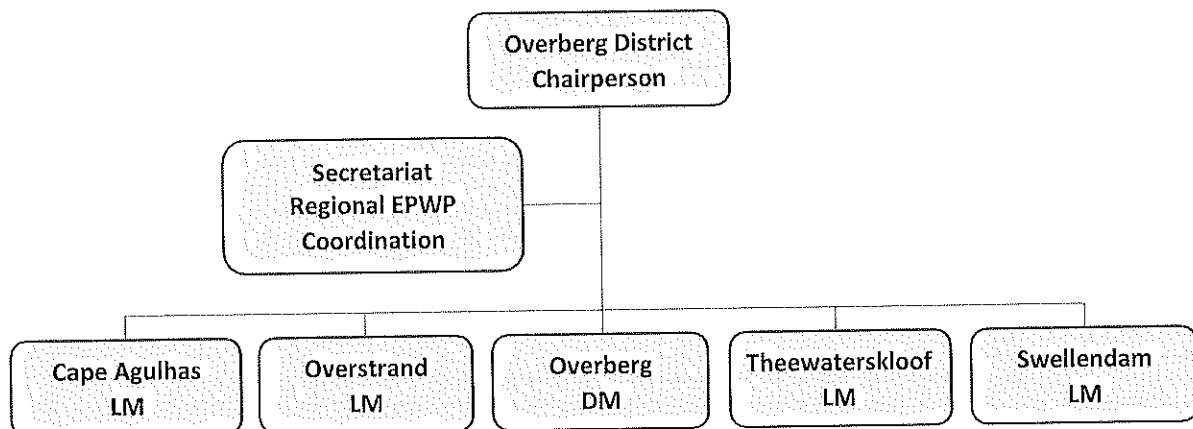 Overberg District
Chairperson
Secretariat
Regional EPWP
Coordination
Cape Agulhas
LM
Overstrand
LM
Overberg
DM
Theewaterskloof
LM
Swellendam
LM